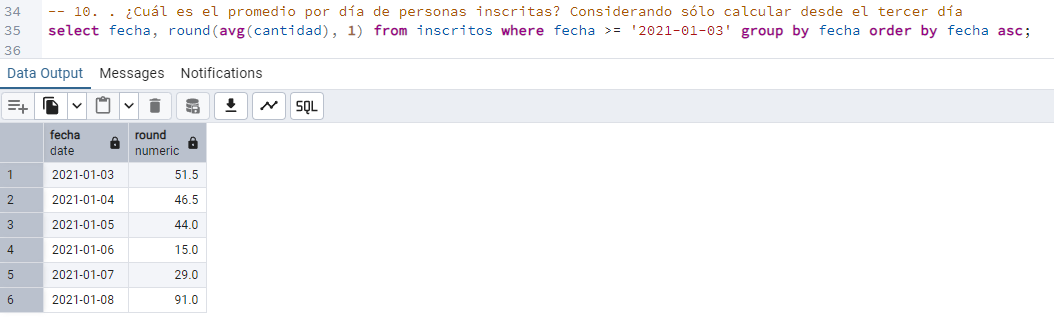 34 -- 10. . ¿Cuál es el promedio por día de personas inscritas? Considerando sólo calcular desde el tercer día
35 select fecha, round(avg(cantidad), 1) from inscritos where fecha >= '2021-01-03' group by fecha order by fecha asc;
36
Data Output Messages Notifications
SQL
fecha round
date numeric
1 2021-01-03 51.5
2 2021-01-04 46.5
3 2021-01-05 44.0
4 2021-01-06 15.0
5 2021-01-07 29.0
6 2021-01-08 91.0